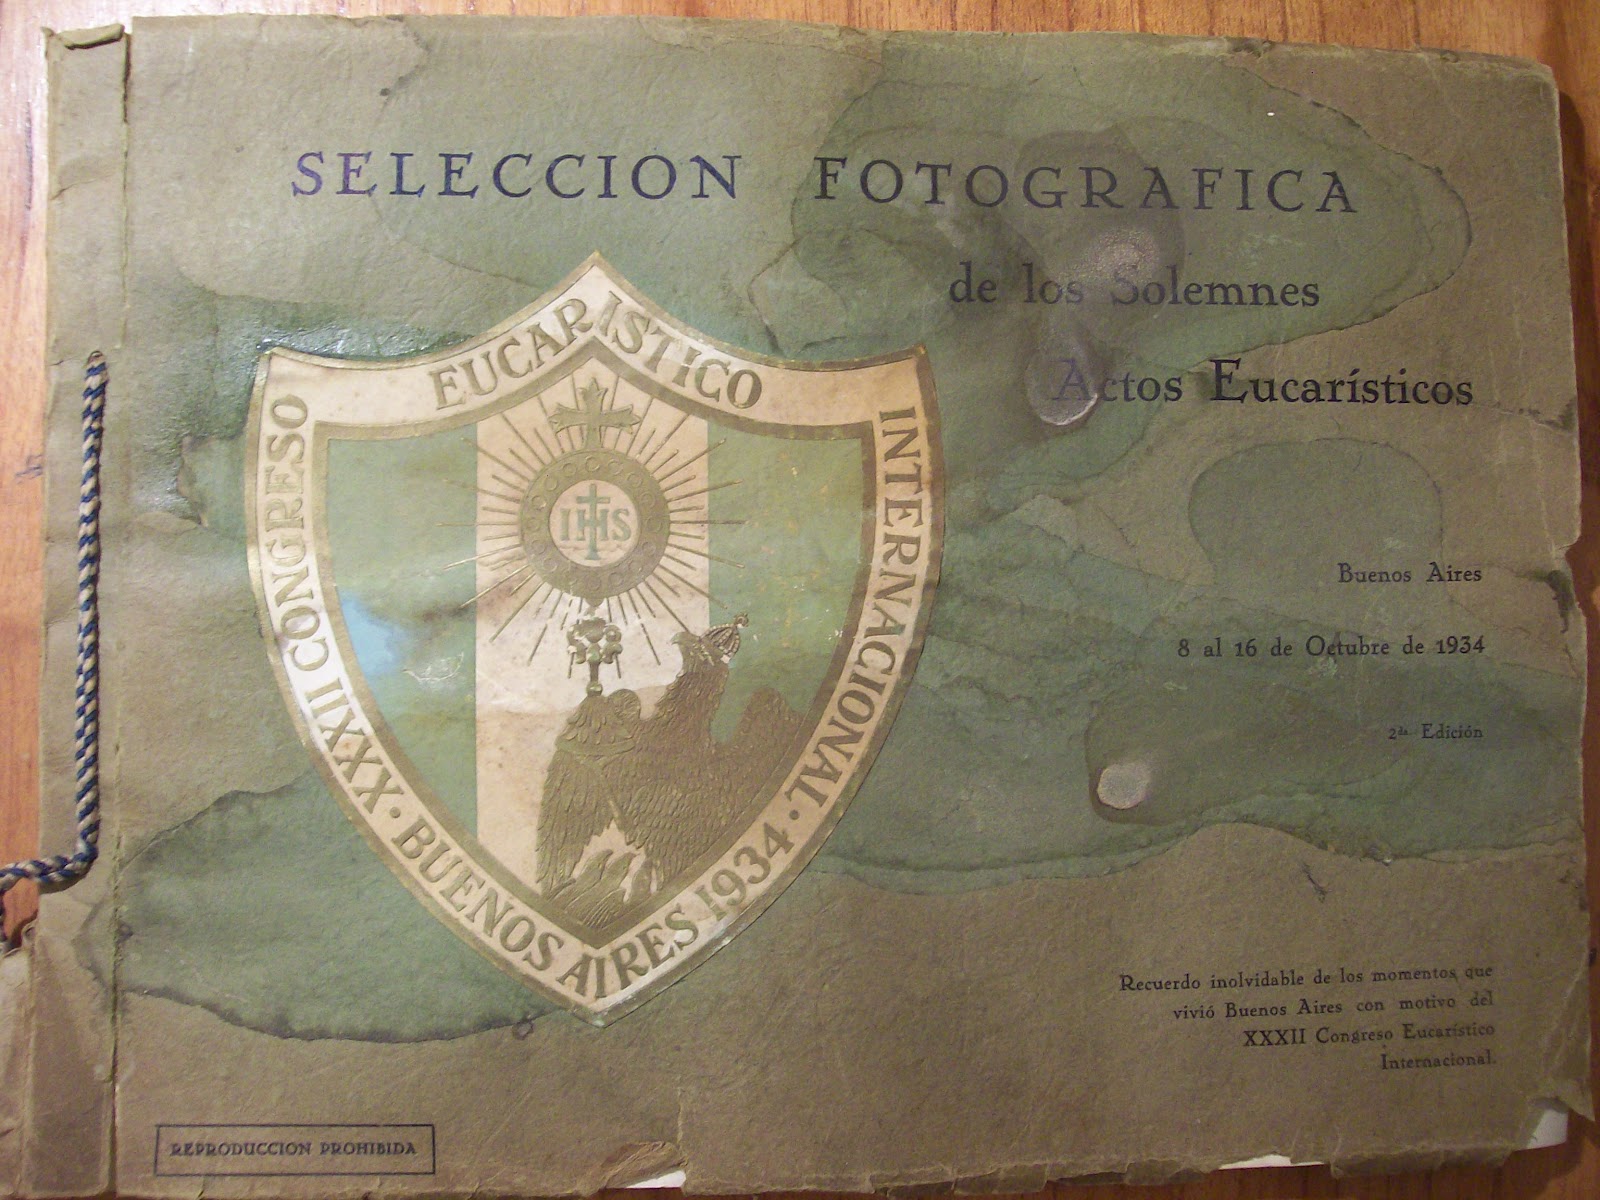 SELECCION FOTOGRAFICA
de los Solemnes
Actos Eucarísticos
XXXII CONGRESO EUCARISTICO INTERNACIONAL · BUENOS AIRES 1934 ·
IHS
Buenos Aires
8 al 16 de Octubre de 1934
2da Edición
Recuerdo inolvidable de los momentos que
vivió Buenos Aires con motivo del
XXXII Congreso Eucarístico
Internacional.
REPRODUCCION PROHIBIDA